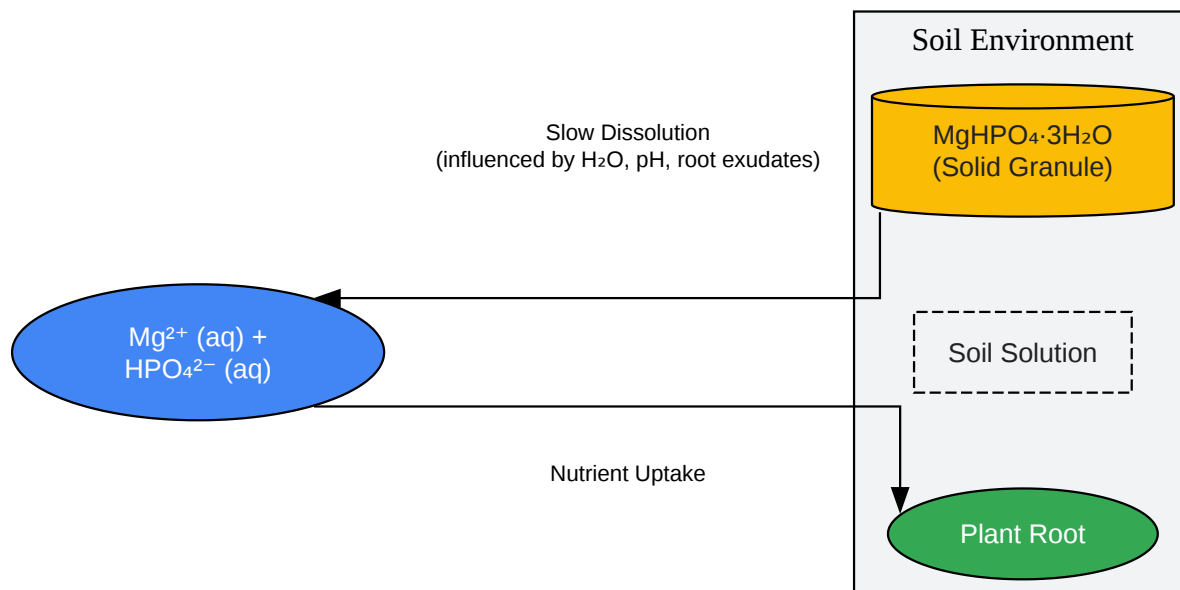 Soil Environment
MgHPO₄·3H₂O
(Solid Granule)
Slow Dissolution
(influenced by H₂O, pH, root exudates)
Mg²⁺ (aq) +
HPO₄²⁻ (aq)
Soil Solution
Nutrient Uptake
Plant Root